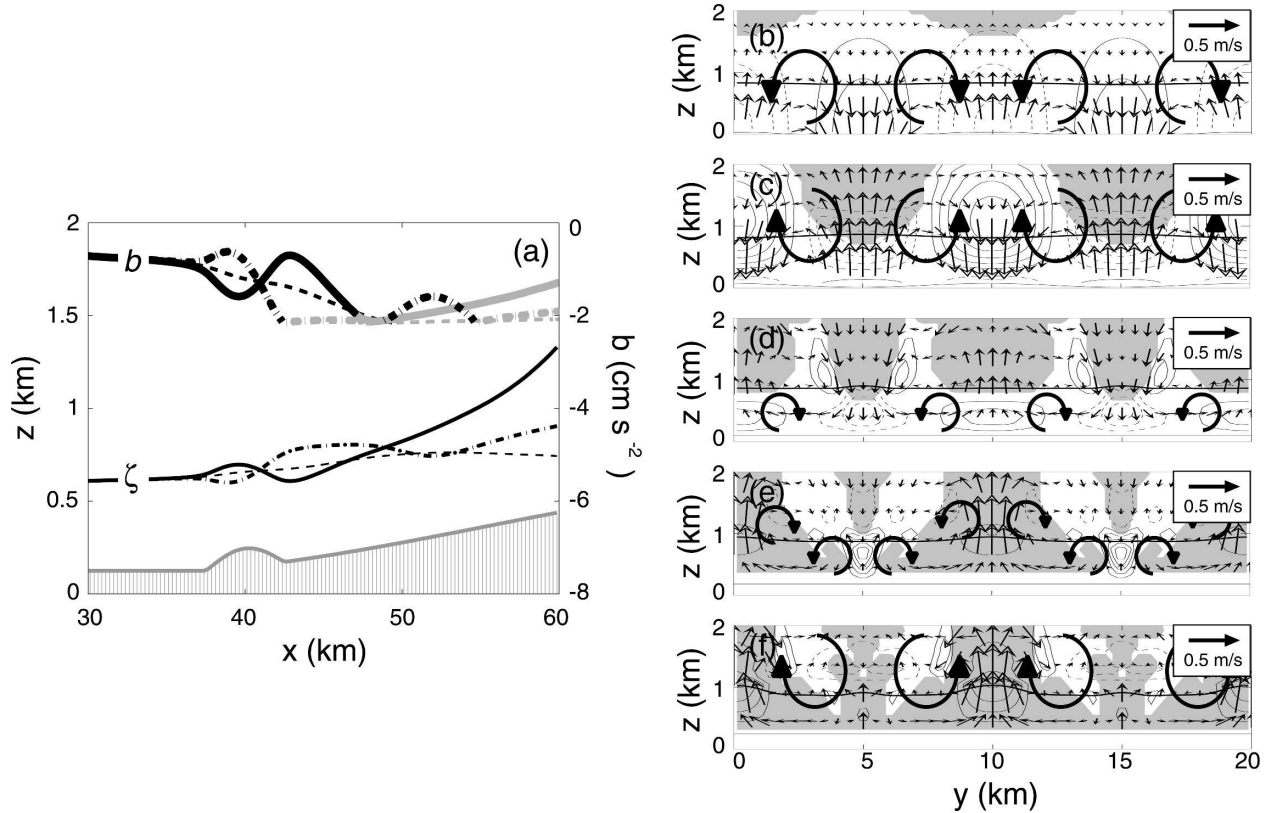 2
1.5
1
0.5
0
z (km)
30
40
50
60
x (km)
0
-2
-4
-6
-8
b (cm s⁻²)
(a)
b
ζ
(b)
2
1
0
z (km)
0.5 m/s
(c)
2
1
0
z (km)
0.5 m/s
(d)
2
1
0
z (km)
0.5 m/s
(e)
2
1
0
z (km)
0.5 m/s
(f)
2
1
0
z (km)
0.5 m/s
0
5
10
15
20
y (km)